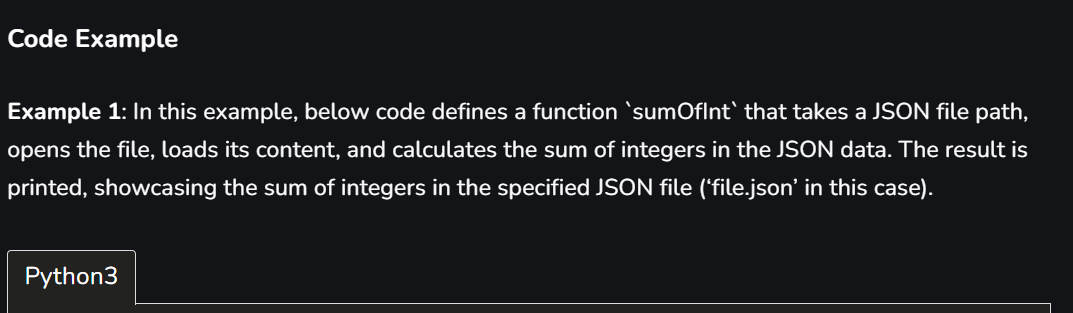 Code Example
Example 1: In this example, below code defines a function `sumOfInt` that takes a JSON file path,
opens the file, loads its content, and calculates the sum of integers in the JSON data. The result is
printed, showcasing the sum of integers in the specified JSON file (‘file.json’ in this case).
Python3